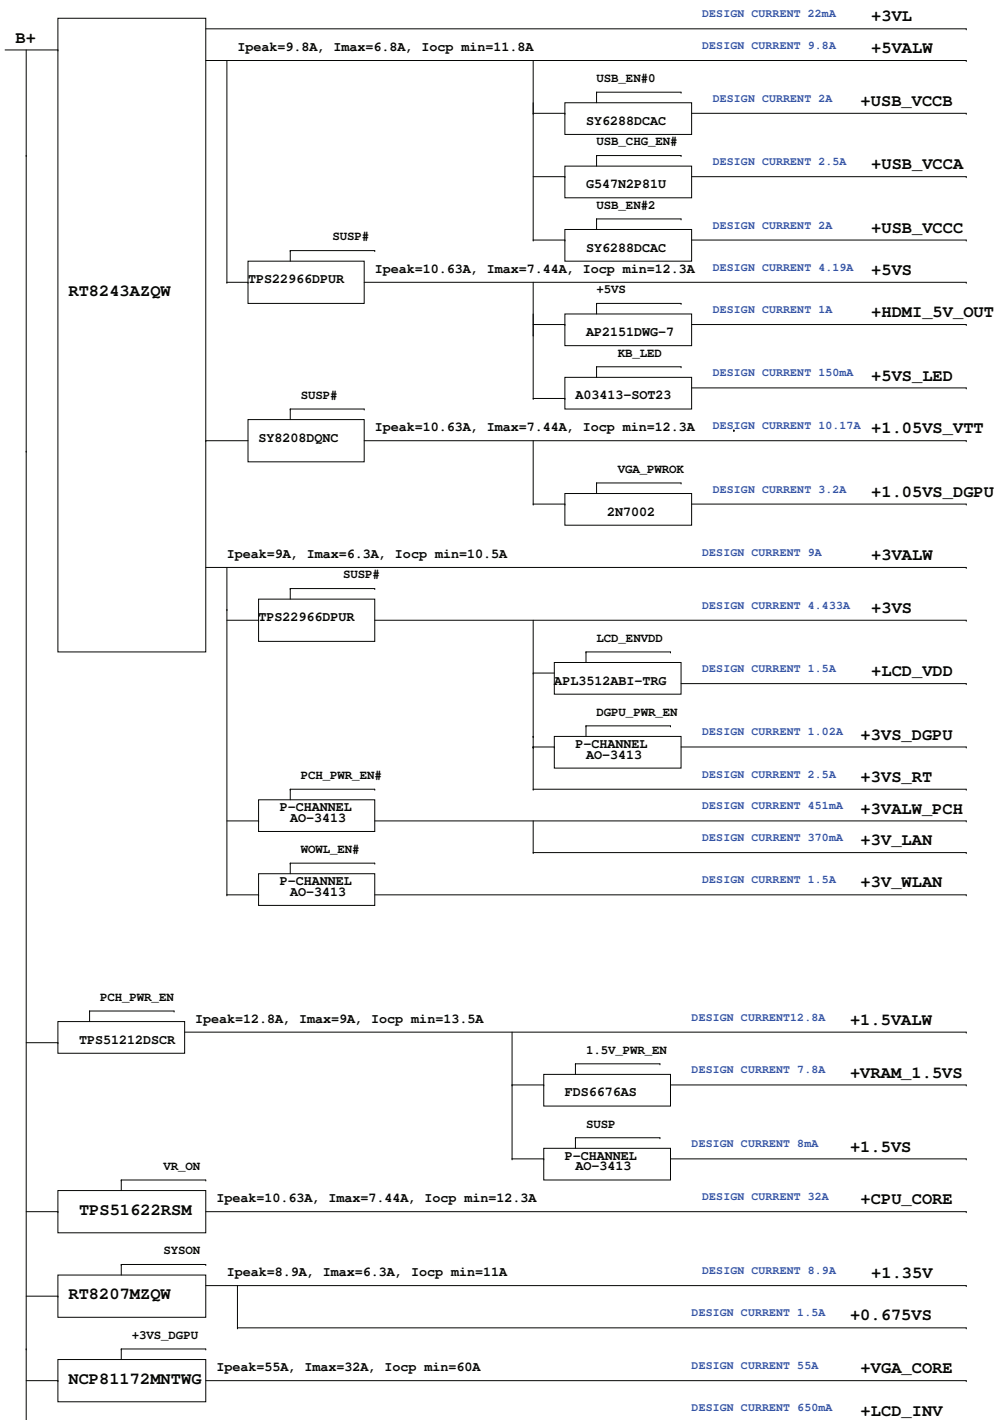 DESIGN CURRENT 22mA +3VL
B+
Ipeak=9.8A, Imax=6.8A, Iocp min=11.8A DESIGN CURRENT 9.8A +5VALW
USB_EN#0
DESIGN CURRENT 2A +USB_VCCB
SY6288DCAC
USB_CHG_EN#
DESIGN CURRENT 2.5A +USB_VCCA
G547N2P81U
USB_EN#2
DESIGN CURRENT 2A +USB_VCCC
SUSP#
SY6288DCAC
Ipeak=10.63A, Imax=7.44A, Iocp min=12.3A DESIGN CURRENT 4.19A +5VS
TPS22966DPUR
RT8243AZQW
+5VS
DESIGN CURRENT 1A +HDMI_5V_OUT
AP2151DWG-7
KB_LED
DESIGN CURRENT 150mA +5VS_LED
A03413-SOT23
SUSP#
Ipeak=10.63A, Imax=7.44A, Iocp min=12.3A DESIGN CURRENT 10.17A +1.05VS_VTT
SY8208DQNC
VGA_PWROK
DESIGN CURRENT 3.2A +1.05VS_DGPU
2N7002
Ipeak=9A, Imax=6.3A, Iocp min=10.5A DESIGN CURRENT 9A +3VALW
SUSP#
DESIGN CURRENT 4.433A +3VS
TPS22966DPUR
LCD_ENVDD
DESIGN CURRENT 1.5A +LCD_VDD
APL3512ABI-TRG
DGPU_PWR_EN
DESIGN CURRENT 1.02A +3VS_DGPU
P-CHANNEL
AO-3413
PCH_PWR_EN#
DESIGN CURRENT 2.5A +3VS_RT
P-CHANNEL
AO-3413
DESIGN CURRENT 451mA +3VALW_PCH
DESIGN CURRENT 370mA +3V_LAN
WOWL_EN#
P-CHANNEL
AO-3413
DESIGN CURRENT 1.5A +3V_WLAN
PCH_PWR_EN
Ipeak=12.8A, Imax=9A, Iocp min=13.5A DESIGN CURRENT12.8A +1.5VALW
TPS51212DSCR
1.5V_PWR_EN
DESIGN CURRENT 7.8A +VRAM_1.5VS
FDS6676AS
SUSP
DESIGN CURRENT 8mA +1.5VS
P-CHANNEL
AO-3413
VR_ON
Ipeak=10.63A, Imax=7.44A, Iocp min=12.3A DESIGN CURRENT 32A +CPU_CORE
TPS51622RSM
SYSON
Ipeak=8.9A, Imax=6.3A, Iocp min=11A DESIGN CURRENT 8.9A +1.35V
RT8207MZQW
DESIGN CURRENT 1.5A +0.675VS
+3VS_DGPU
Ipeak=55A, Imax=32A, Iocp min=60A DESIGN CURRENT 55A +VGA_CORE
NCP81172MNTWG
DESIGN CURRENT 650mA +LCD_INV